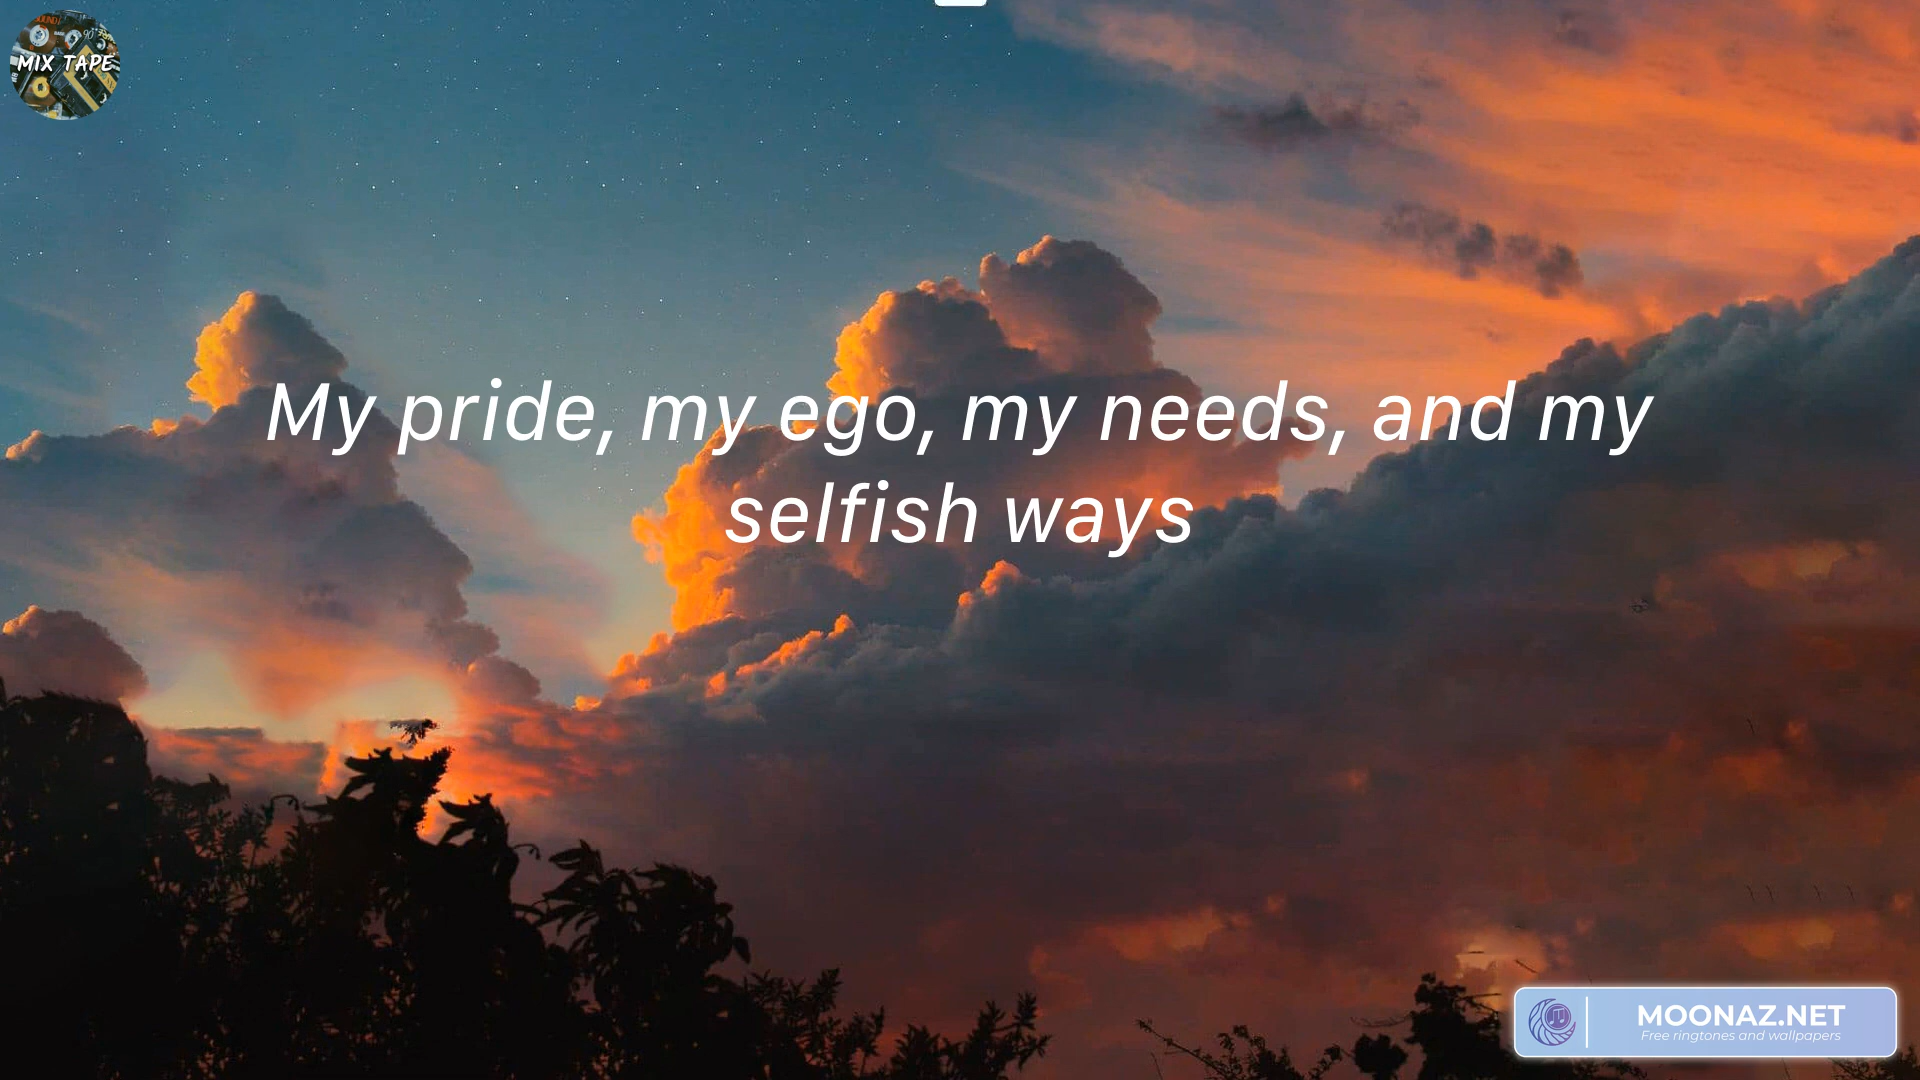 MIX TAPE
My pride, my ego, my needs, and my
selfish ways
MOONAZ.NET
Free ringtones and wallpapers